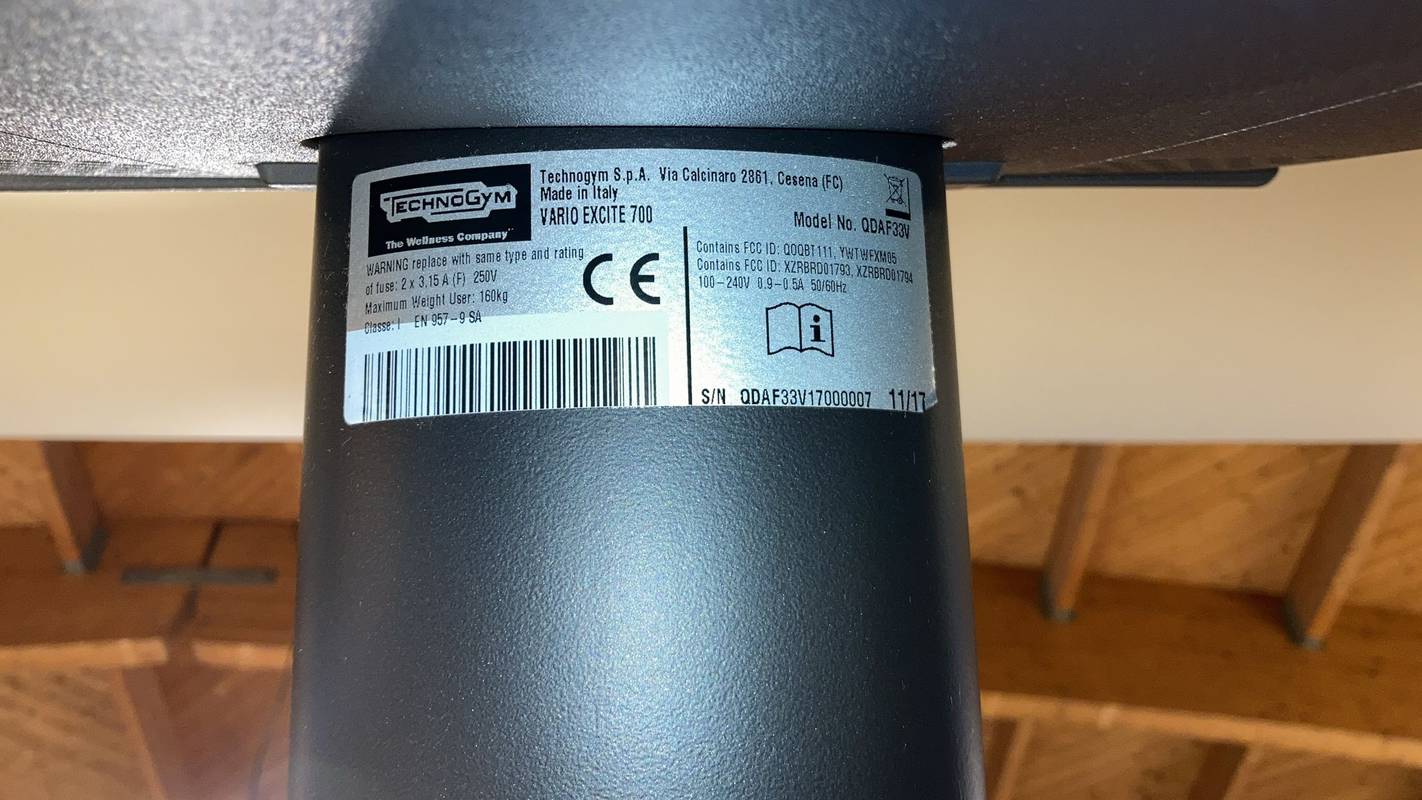 TECHNOGYM
The Wellness Company
Technogym S.p.A. Via Calcinaro 2861, Cesena (FC)
Made in Italy
VARIO EXCITE 700
Model No. QDAF33V
WARNING replace with same type and rating
of fuse: 2 x 3,15 A (F) 250V
Maximum Weight User: 160kg
Classe: I EN 957-9 SA
CE
Contains FCC ID: QOQBT111, YWTWFXM05
Contains FCC ID: XZRBRD01793, XZRBRD01794
100-240V 0.9-0.5A 50/60Hz
i
S/N QDAF33V17000007 11/17